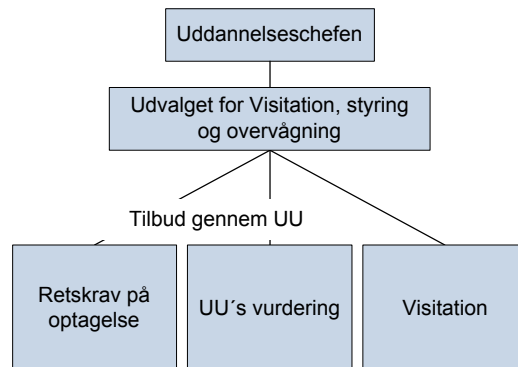 Uddannelseschefen
Udvalget for Visitation, styring
og overvågning
Tilbud gennem UU
Retskrav på
optagelse
UU´s vurdering
Visitation